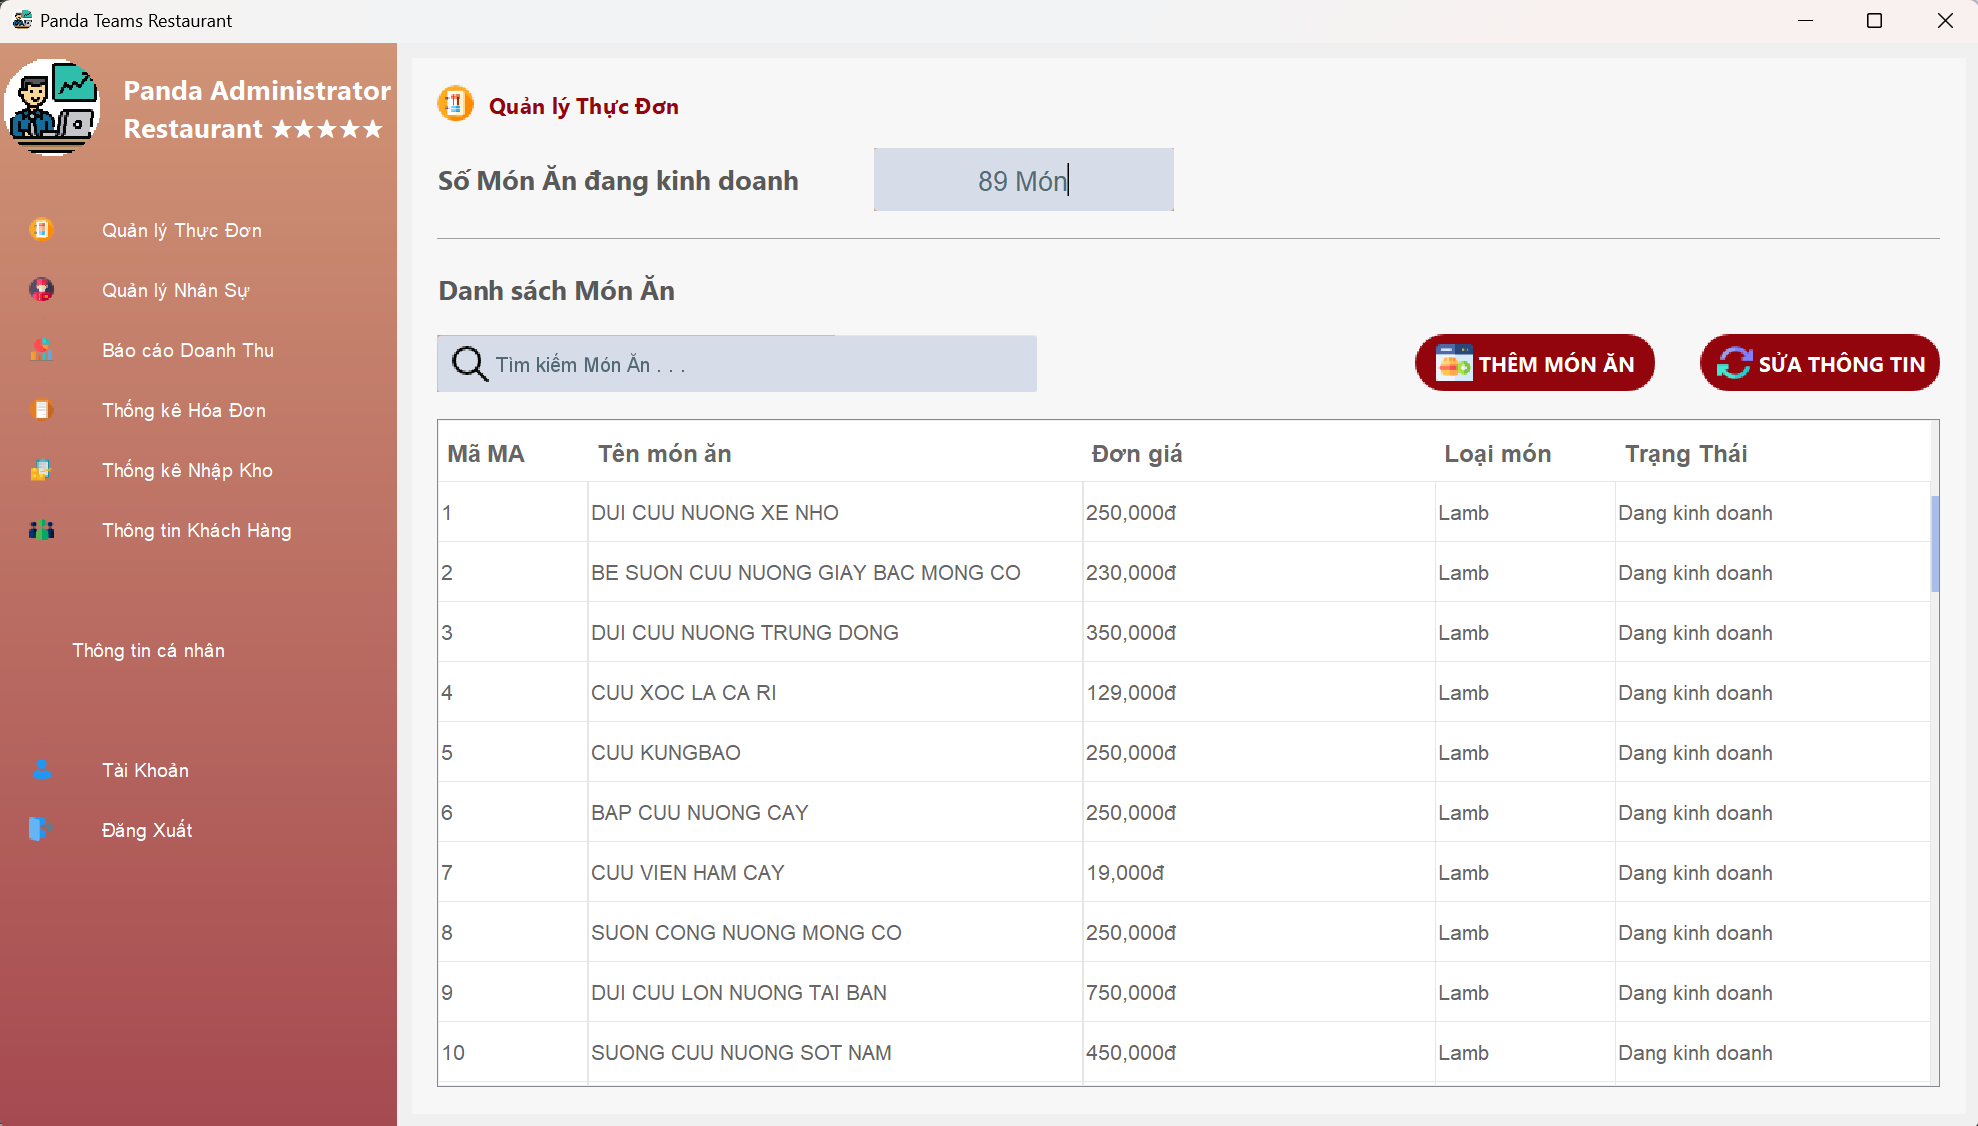 Panda Teams Restaurant
Panda Administrator
Restaurant ★★★★★
Quản lý Thực Đơn
Quản lý Nhân Sự
Báo cáo Doanh Thu
Thống kê Hóa Đơn
Thống kê Nhập Kho
Thông tin Khách Hàng
Thông tin cá nhân
Tài Khoản
Đăng Xuất
Quản lý Thực Đơn
Số Món Ăn đang kinh doanh 89 Món
Danh sách Món Ăn
Tìm kiếm Món Ăn . . . THÊM MÓN ĂN SỬA THÔNG TIN
Mã MA Tên món ăn Đơn giá Loại món Trạng Thái
1 DUI CUU NUONG XE NHO 250,000đ Lamb Dang kinh doanh
2 BE SUON CUU NUONG GIAY BAC MONG CO 230,000đ Lamb Dang kinh doanh
3 DUI CUU NUONG TRUNG DONG 350,000đ Lamb Dang kinh doanh
4 CUU XOC LA CA RI 129,000đ Lamb Dang kinh doanh
5 CUU KUNGBAO 250,000đ Lamb Dang kinh doanh
6 BAP CUU NUONG CAY 250,000đ Lamb Dang kinh doanh
7 CUU VIEN HAM CAY 19,000đ Lamb Dang kinh doanh
8 SUON CONG NUONG MONG CO 250,000đ Lamb Dang kinh doanh
9 DUI CUU LON NUONG TAI BAN 750,000đ Lamb Dang kinh doanh
10 SUONG CUU NUONG SOT NAM 450,000đ Lamb Dang kinh doanh